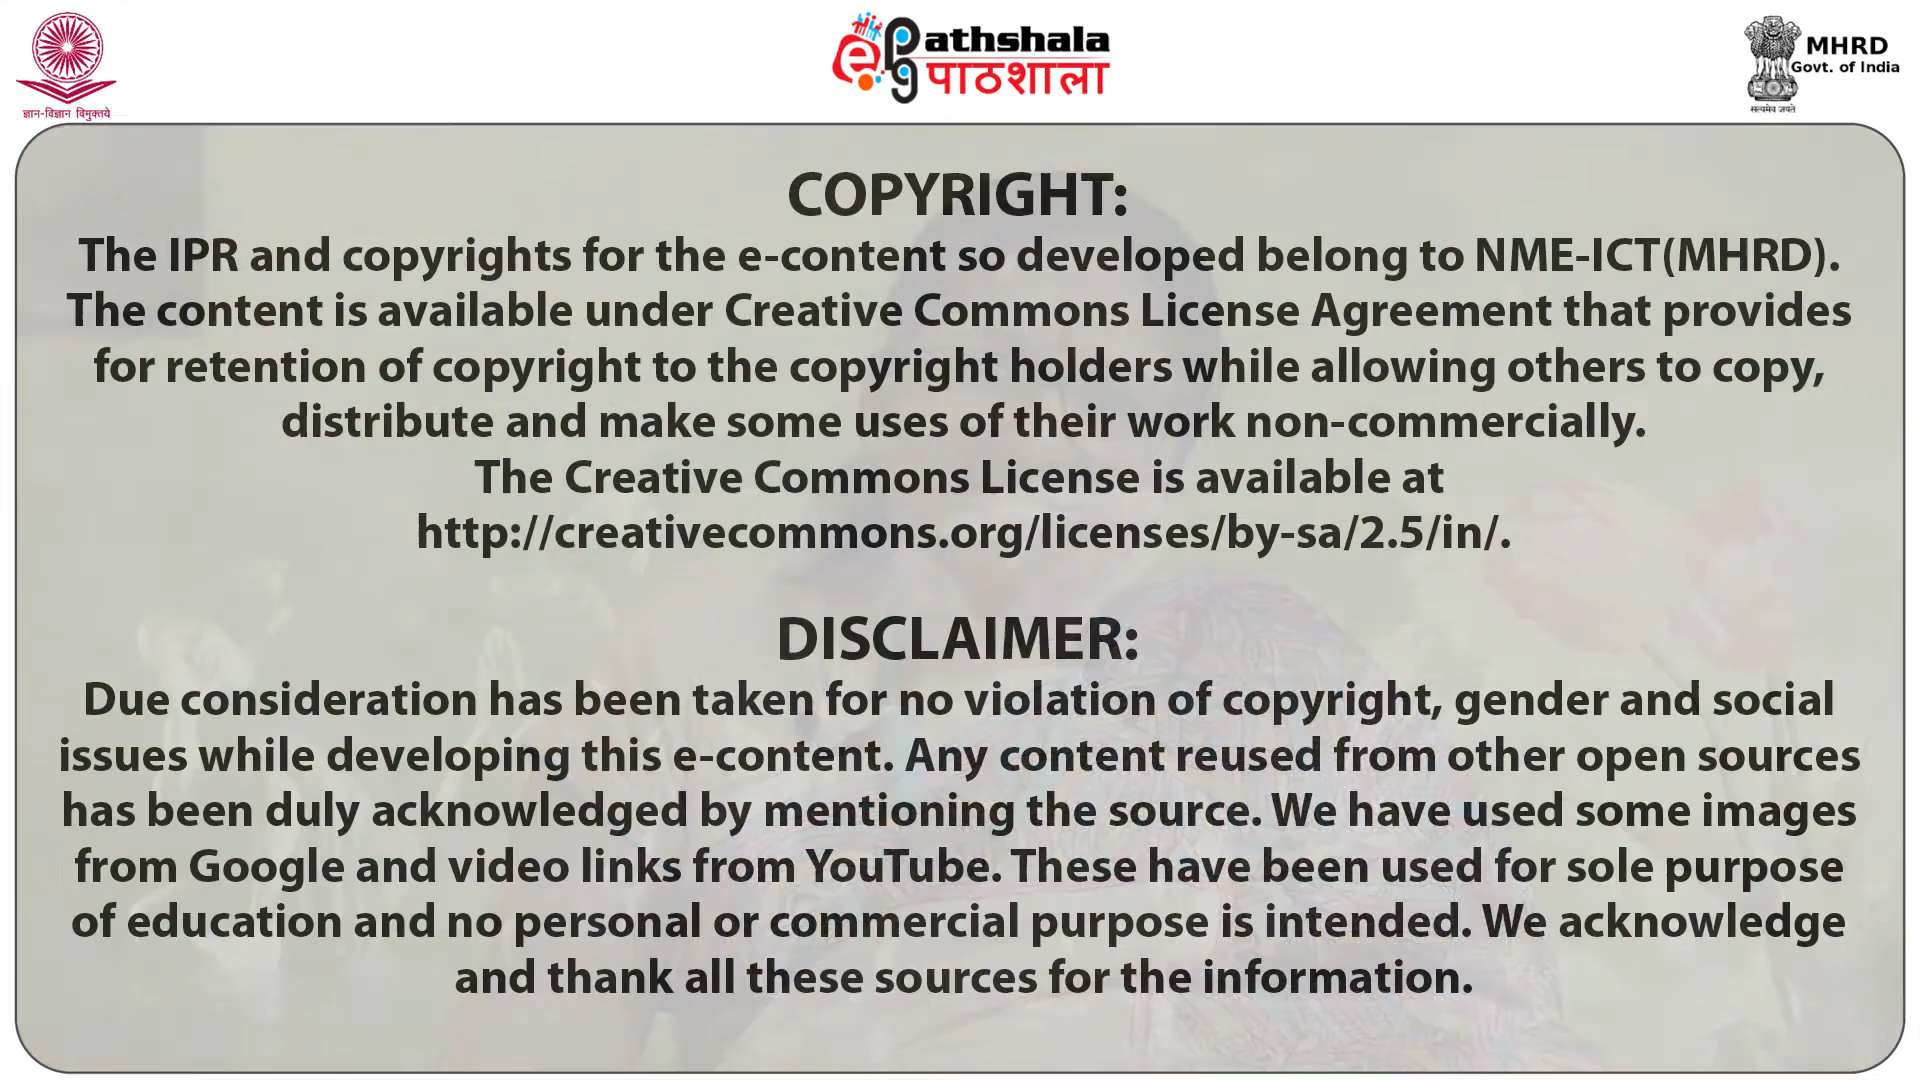 ज्ञान-विज्ञान विमुक्तये
e
pg
athshala
पाठशाला
MHRD
Govt. of India
सत्यमेव जयते
COPYRIGHT:
The IPR and copyrights for the e-content so developed belong to NME-ICT(MHRD).
The content is available under Creative Commons License Agreement that provides
for retention of copyright to the copyright holders while allowing others to copy,
distribute and make some uses of their work non-commercially.
The Creative Commons License is available at
http://creativecommons.org/licenses/by-sa/2.5/in/.
DISCLAIMER:
Due consideration has been taken for no violation of copyright, gender and social
issues while developing this e-content. Any content reused from other open sources
has been duly acknowledged by mentioning the source. We have used some images
from Google and video links from YouTube. These have been used for sole purpose
of education and no personal or commercial purpose is intended. We acknowledge
and thank all these sources for the information.